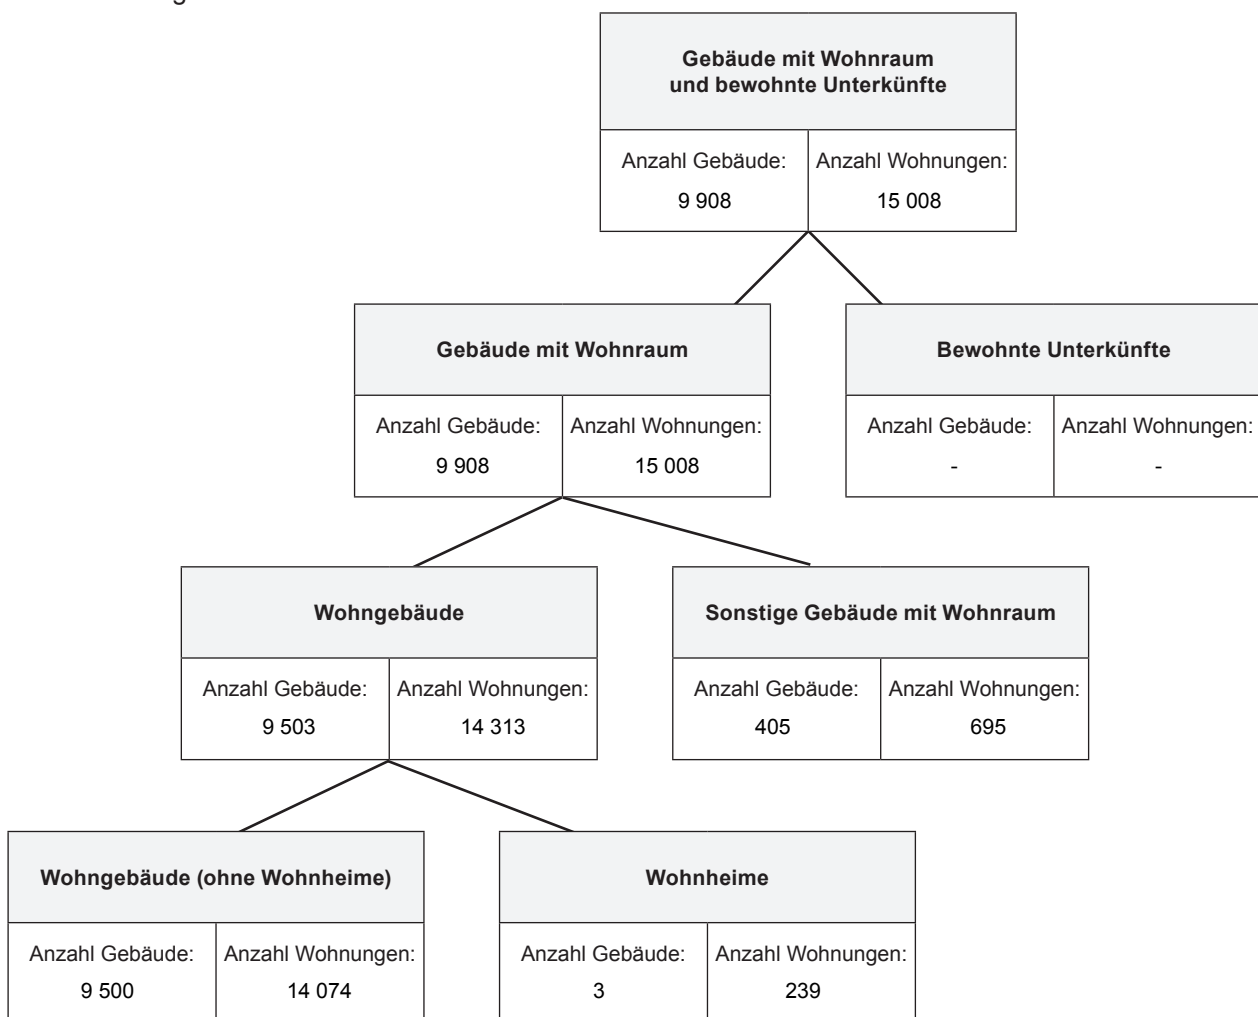 Gebäude mit Wohnraum
und bewohnte Unterkünfte
Anzahl Gebäude: Anzahl Wohnungen:
9 908 15 008
Gebäude mit Wohnraum
Anzahl Gebäude: Anzahl Wohnungen:
9 908 15 008
Bewohnte Unterkünfte
Anzahl Gebäude: Anzahl Wohnungen:
- -
Wohngebäude
Anzahl Gebäude: Anzahl Wohnungen:
9 503 14 313
Sonstige Gebäude mit Wohnraum
Anzahl Gebäude: Anzahl Wohnungen:
405 695
Wohngebäude (ohne Wohnheime)
Anzahl Gebäude: Anzahl Wohnungen:
9 500 14 074
Wohnheime
Anzahl Gebäude: Anzahl Wohnungen:
3 239